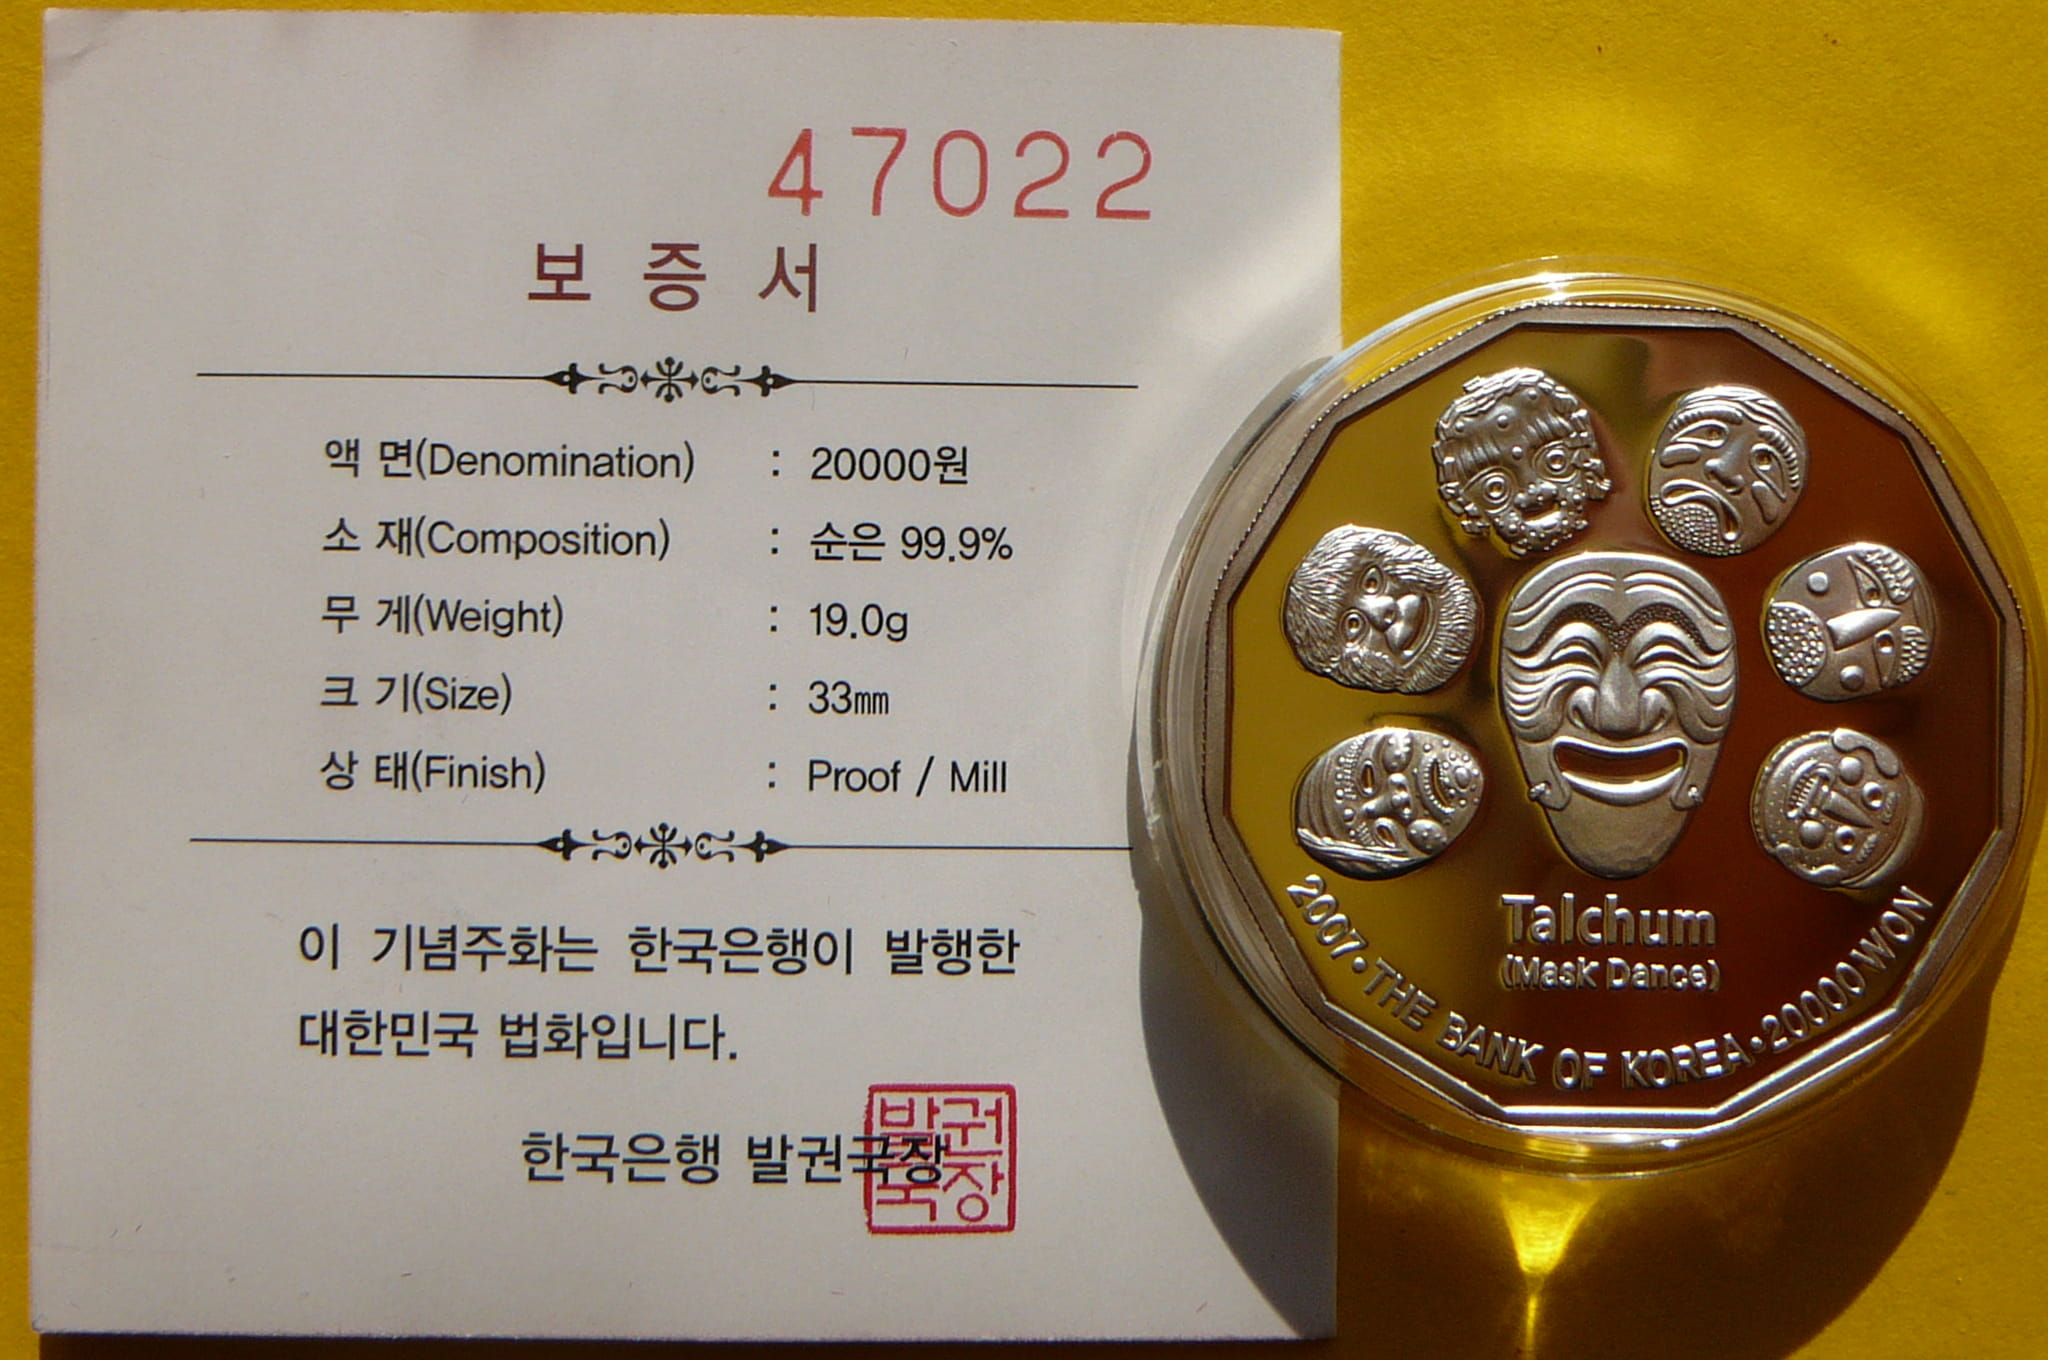 47022
보증서
액 면(Denomination) : 20000원
소 재(Composition) : 순은 99.9%
무 게(Weight) : 19.0g
크 기(Size) : 33㎜
상 태(Finish) : Proof / Mill
이 기념주화는 한국은행이 발행한
대한민국 법화입니다.
한국은행 발권국장
발권
국장
Talchum
(Mask Dance)
2007•THE BANK OF KOREA•20000 WON